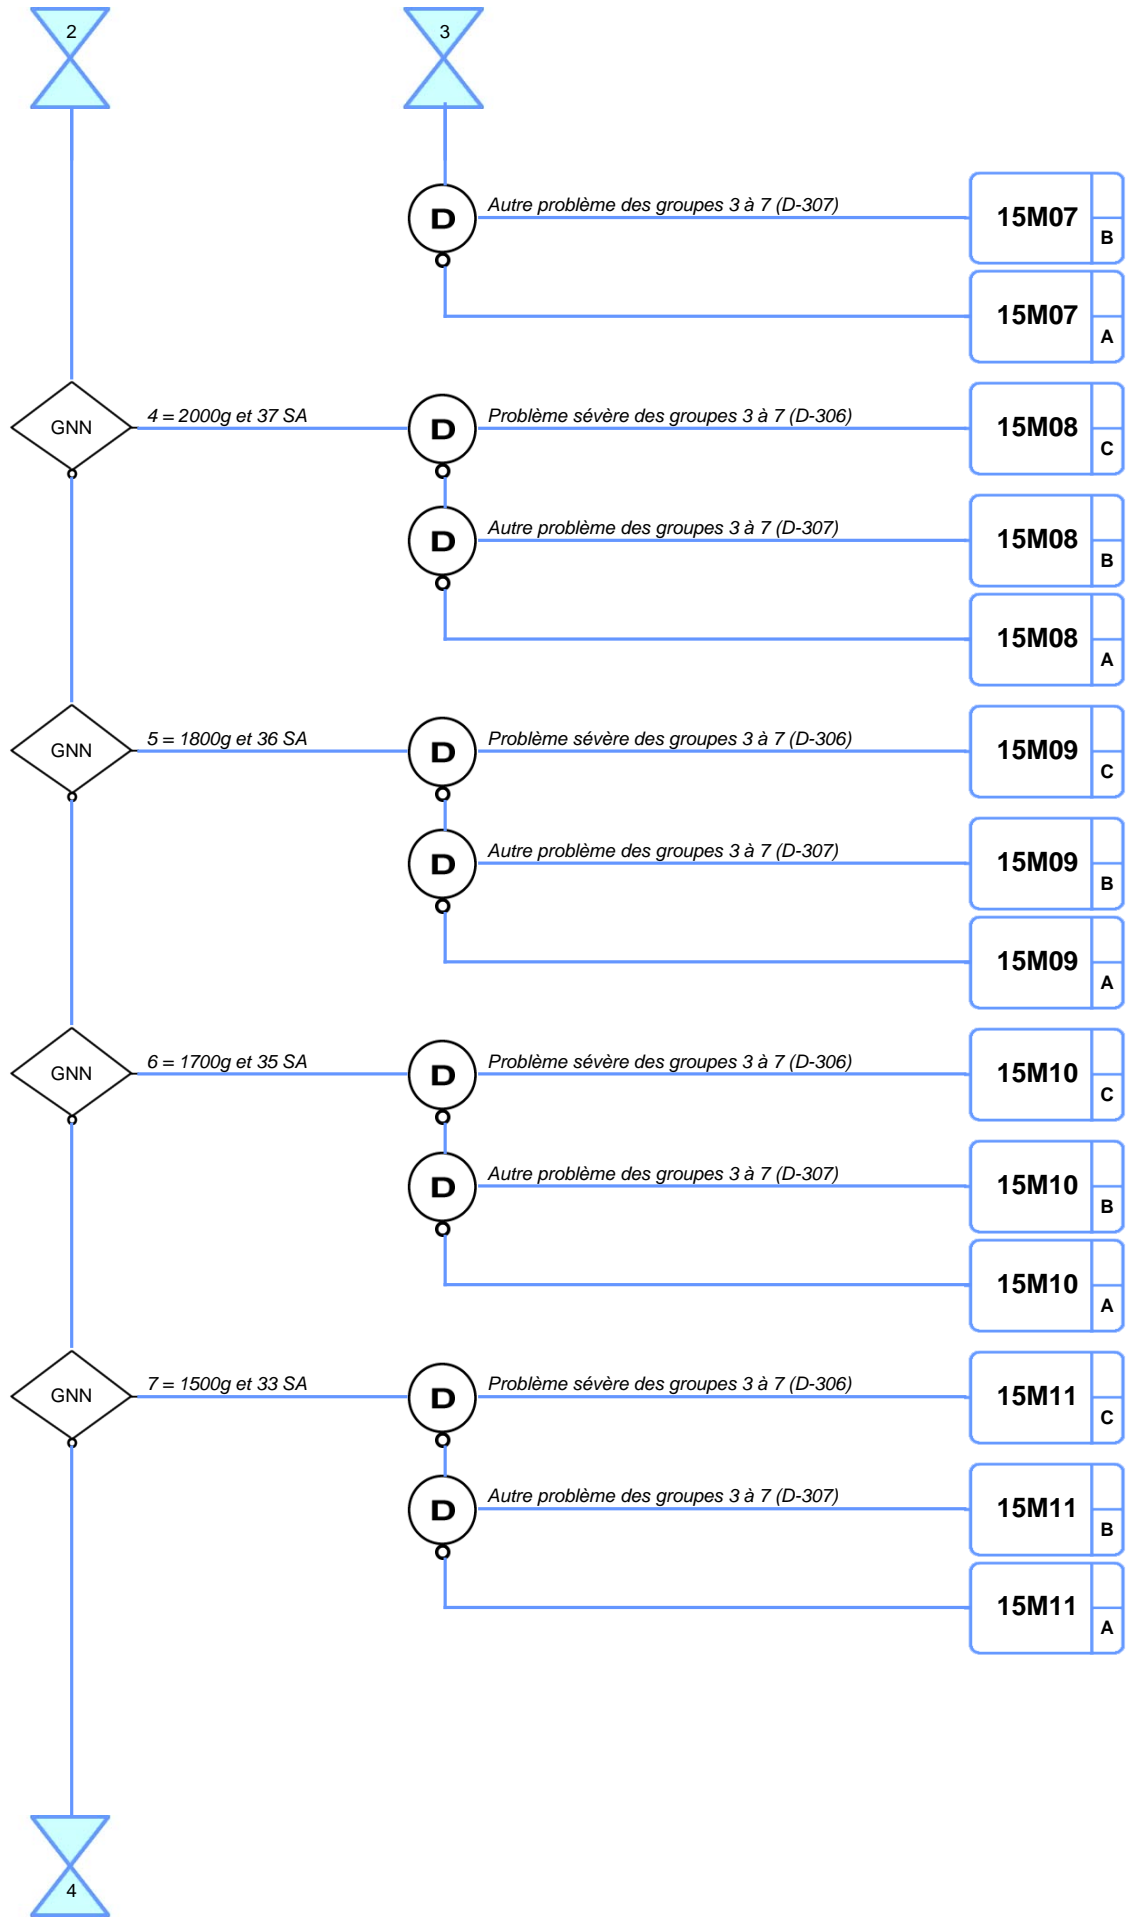 2
3
D
Autre problème des groupes 3 à 7 (D-307)
15M07
B
15M07
A
GNN
4 = 2000g et 37 SA
D
Problème sévère des groupes 3 à 7 (D-306)
15M08
C
D
Autre problème des groupes 3 à 7 (D-307)
15M08
B
15M08
A
GNN
5 = 1800g et 36 SA
D
Problème sévère des groupes 3 à 7 (D-306)
15M09
C
D
Autre problème des groupes 3 à 7 (D-307)
15M09
B
15M09
A
GNN
6 = 1700g et 35 SA
D
Problème sévère des groupes 3 à 7 (D-306)
15M10
C
D
Autre problème des groupes 3 à 7 (D-307)
15M10
B
15M10
A
GNN
7 = 1500g et 33 SA
D
Problème sévère des groupes 3 à 7 (D-306)
15M11
C
D
Autre problème des groupes 3 à 7 (D-307)
15M11
B
15M11
A
4